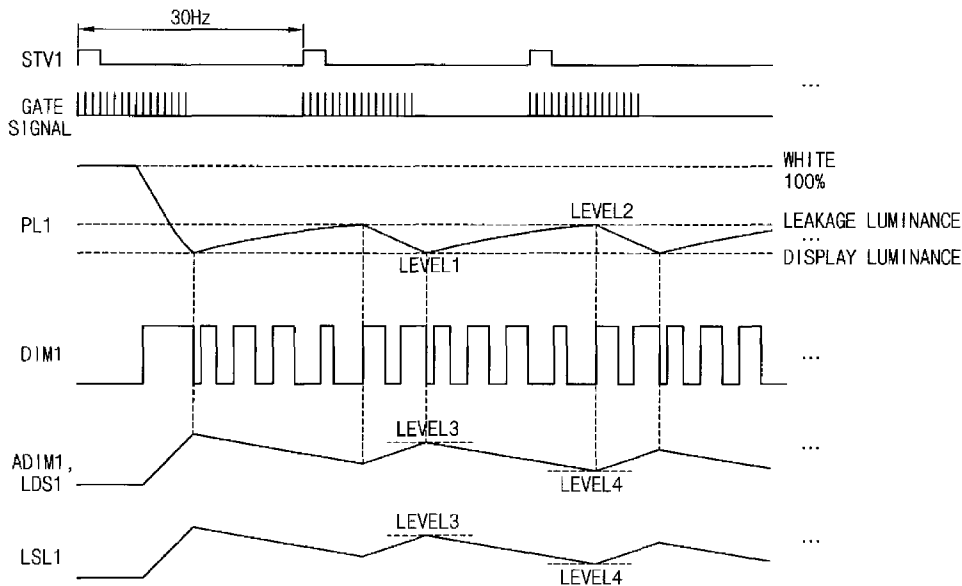 30Hz
STV1
...
GATE
SIGNAL
WHITE
100%
PL1
LEVEL2
LEAKAGE LUMINANCE
...
LEVEL1
DISPLAY LUMINANCE
DIM1
...
LEVEL3
...
ADIM1,
LDS1
LEVEL4
LEVEL3
...
LSL1
LEVEL4